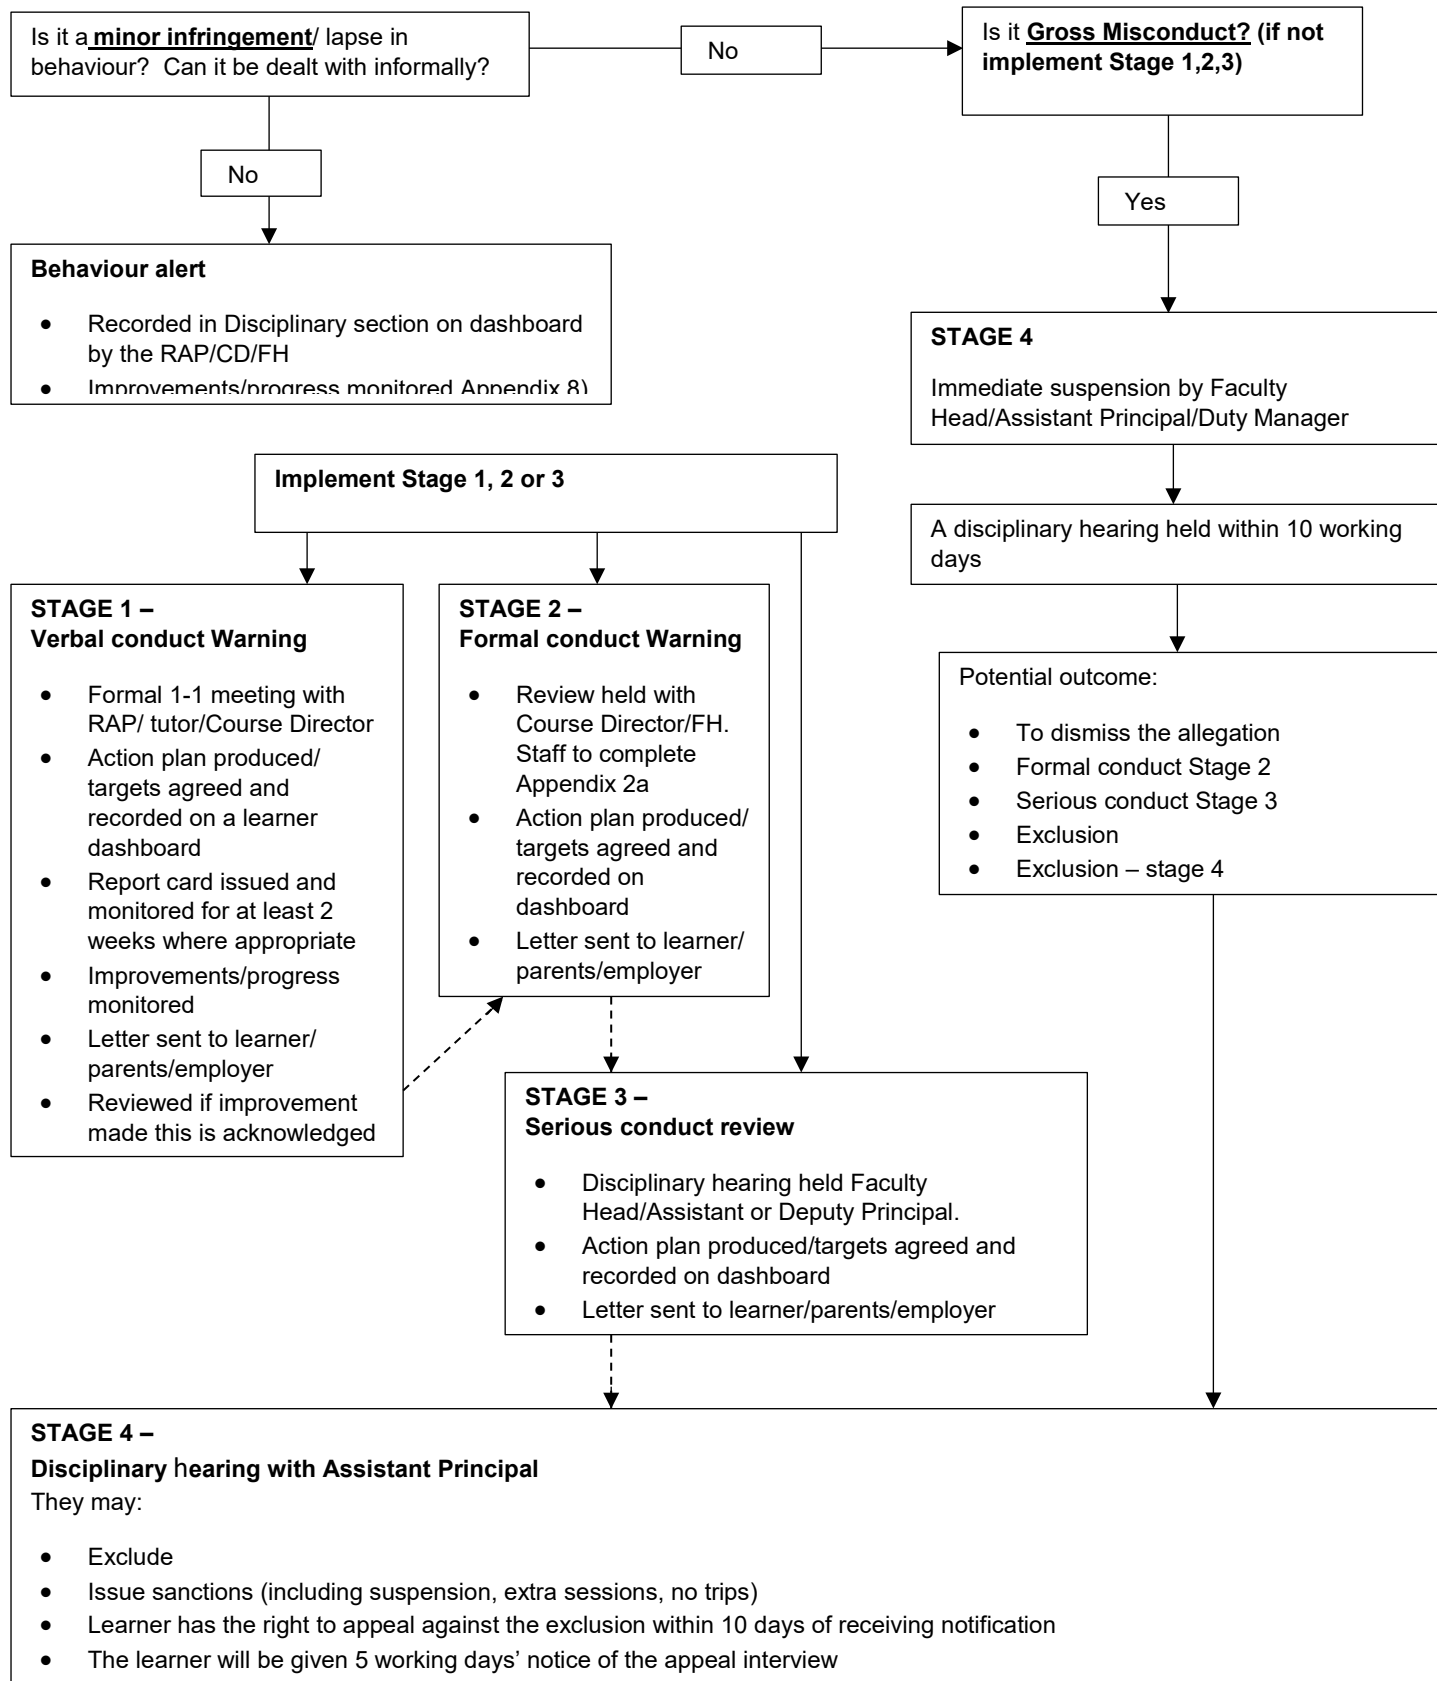 Is it a minor infringement/ lapse in
behaviour?  Can it be dealt with informally?
No
Is it Gross Misconduct? (if not
implement Stage 1,2,3)
No
Yes
Behaviour alert
• Recorded in Disciplinary section on dashboard
by the RAP/CD/FH
• Improvements/progress monitored Appendix 8)
STAGE 4
Immediate suspension by Faculty
Head/Assistant Principal/Duty Manager
Implement Stage 1, 2 or 3
A disciplinary hearing held within 10 working
days
STAGE 1 –
Verbal conduct Warning
• Formal 1-1 meeting with
RAP/ tutor/Course Director
• Action plan produced/
targets agreed and
recorded on a learner
dashboard
• Report card issued and
monitored for at least 2
weeks where appropriate
• Improvements/progress
monitored
• Letter sent to learner/
parents/employer
• Reviewed if improvement
made this is acknowledged
STAGE 2 –
Formal conduct Warning
• Review held with
Course Director/FH.
Staff to complete
Appendix 2a
• Action plan produced/
targets agreed and
recorded on
dashboard
• Letter sent to learner/
parents/employer
Potential outcome:
• To dismiss the allegation
• Formal conduct Stage 2
• Serious conduct Stage 3
• Exclusion
• Exclusion – stage 4
STAGE 3 –
Serious conduct review
• Disciplinary hearing held Faculty
Head/Assistant or Deputy Principal.
• Action plan produced/targets agreed and
recorded on dashboard
• Letter sent to learner/parents/employer
STAGE 4 –
Disciplinary hearing with Assistant Principal
They may:
• Exclude
• Issue sanctions (including suspension, extra sessions, no trips)
• Learner has the right to appeal against the exclusion within 10 days of receiving notification
• The learner will be given 5 working days’ notice of the appeal interview